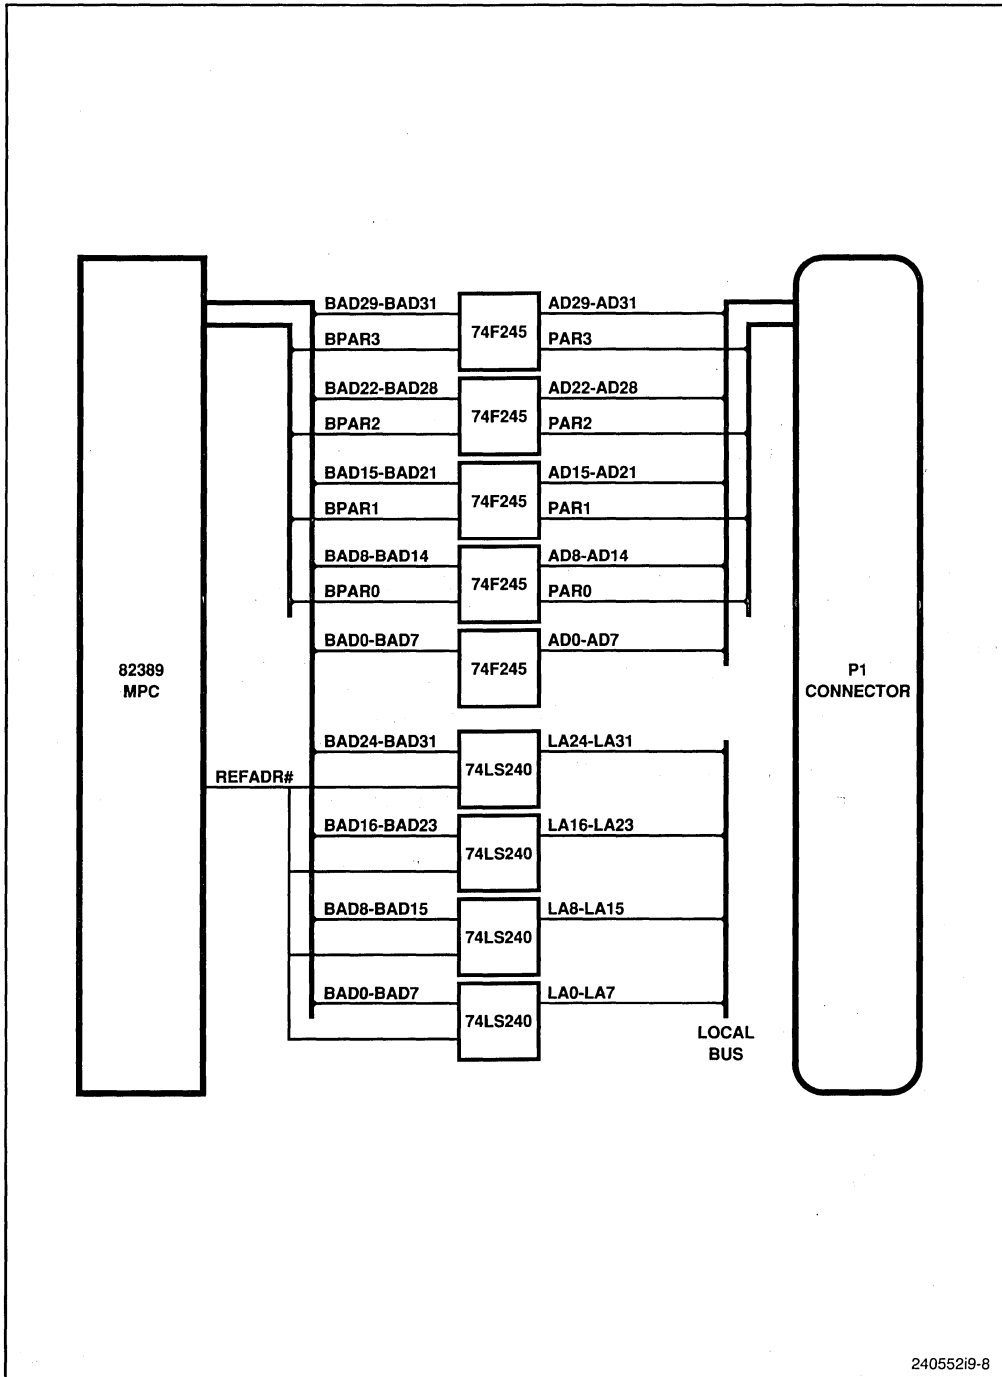 BAD29-BAD31 74F245 AD29-AD31
BPAR3 PAR3
BAD22-BAD28 74F245 AD22-AD28
BPAR2 PAR2
BAD15-BAD21 74F245 AD15-AD21
BPAR1 PAR1
BAD8-BAD14 74F245 AD8-AD14
BPAR0 PAR0
BAD0-BAD7 74F245 AD0-AD7
82389
MPC
P1
CONNECTOR
BAD24-BAD31 74LS240 LA24-LA31
REFADR#
BAD16-BAD23 74LS240 LA16-LA23
BAD8-BAD15 74LS240 LA8-LA15
BAD0-BAD7 74LS240 LA0-LA7
LOCAL
BUS
240552i9-8